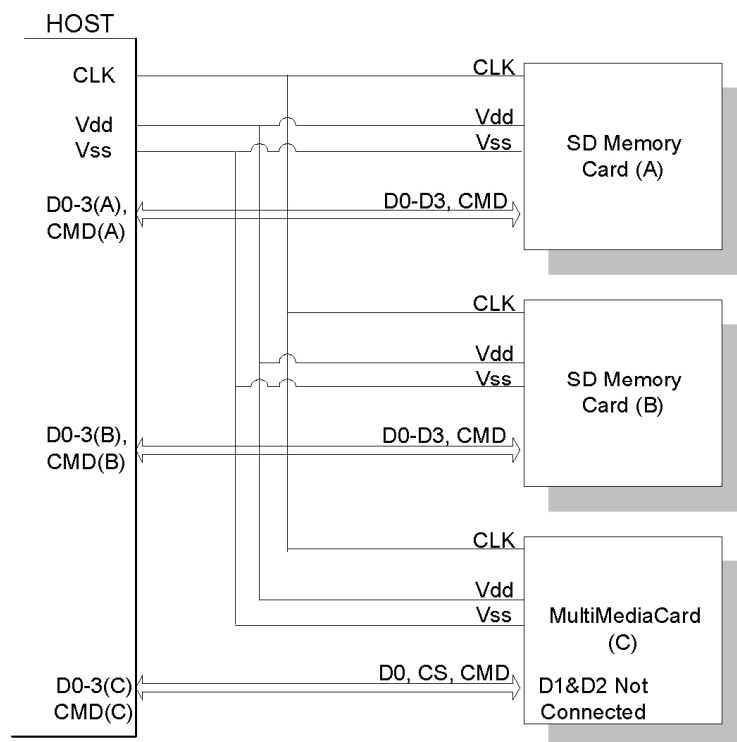 HOST
CLK
CLK
Vdd
Vdd
Vss
Vss
SD Memory
Card (A)
D0-3(A),
CMD(A)
D0-D3, CMD
CLK
Vdd
Vss
SD Memory
Card (B)
D0-3(B),
CMD(B)
D0-D3, CMD
CLK
Vdd
Vss
MultiMediaCard
(C)
D0-3(C)
CMD(C)
D0, CS, CMD
D1&D2 Not
Connected